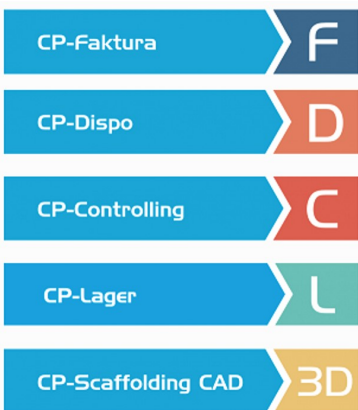 CP-Faktura F
CP-Dispo D
CP-Controlling C
CP-Lager L
CP-Scaffolding CAD 3D